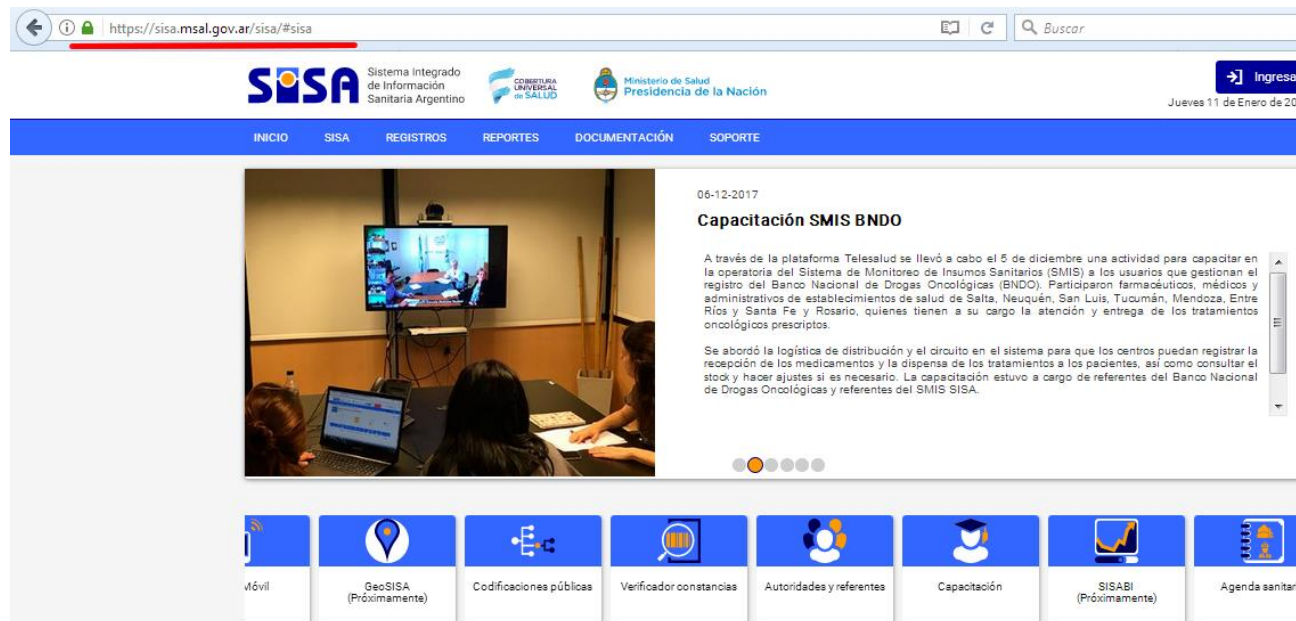 https://sisa.msal.gov.ar/sisa/#sisa
Buscar
SISA
Sistema Integrado
de Información
Sanitaria Argentino
COBERTURA
UNIVERSAL
de SALUD
Ministerio de Salud
Presidencia de la Nación
Ingresa
Jueves 11 de Enero de 20
INICIO SISA REGISTROS REPORTES DOCUMENTACIÓN SOPORTE
06-12-2017
Capacitación SMIS BNDO
A través de la plataforma Telesalud se llevó a cabo el 5 de diciembre una actividad para capacitar en
la operatoria del Sistema de Monitoreo de Insumos Sanitarios (SMIS) a los usuarios que gestionan el
registro del Banco Nacional de Drogas Oncológicas (BNDO). Participaron farmacéuticos, médicos y
administrativos de establecimientos de salud de Salta, Neuquén, San Luis, Tucumán, Mendoza, Entre
Ríos y Santa Fe y Rosario, quienes tienen a su cargo la atención y entrega de los tratamientos
oncológicos prescriptos.
Se abordó la logística de distribución y el circuito en el sistema para que los centros puedan registrar la
recepción de los medicamentos y la dispensa de los tratamientos a los pacientes, así como consultar el
stock y hacer ajustes si es necesario. La capacitación estuvo a cargo de referentes del Banco Nacional
de Drogas Oncológicas y referentes del SMIS SISA.
Móvil
GeoSISA
(Próximamente)
Codificaciones públicas
Verificador constancias
Autoridades y referentes
Capacitación
SISABI
(Próximamente)
Agenda sanitar